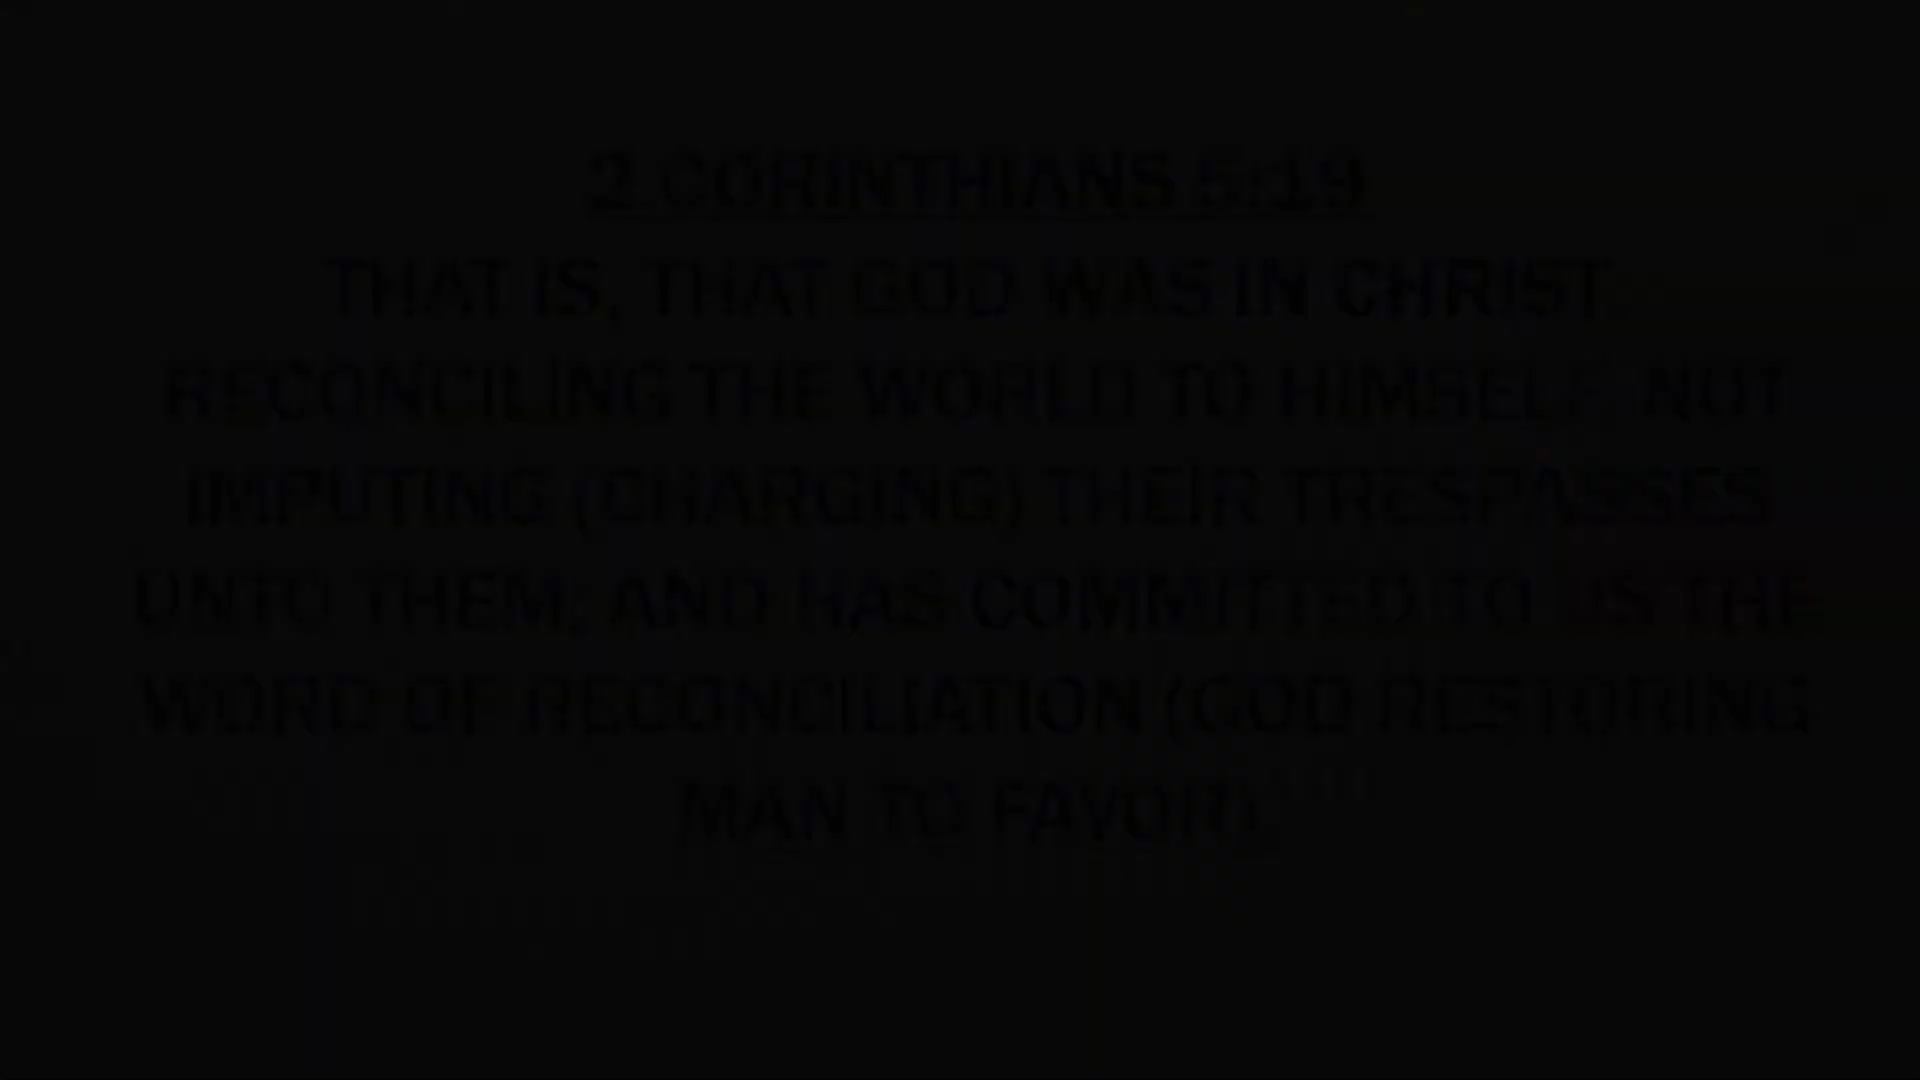 2 CORINTHIANS 5:19
THAT IS, THAT GOD WAS IN CHRIST,
RECONCILING THE WORLD TO HIMSELF, NOT
IMPUTING (CHARGING) THEIR TRESPASSES
UNTO THEM; AND HAS COMMITTED TO US THE
WORD OF RECONCILIATION (GOD RESTORING
MAN TO FAVOR).